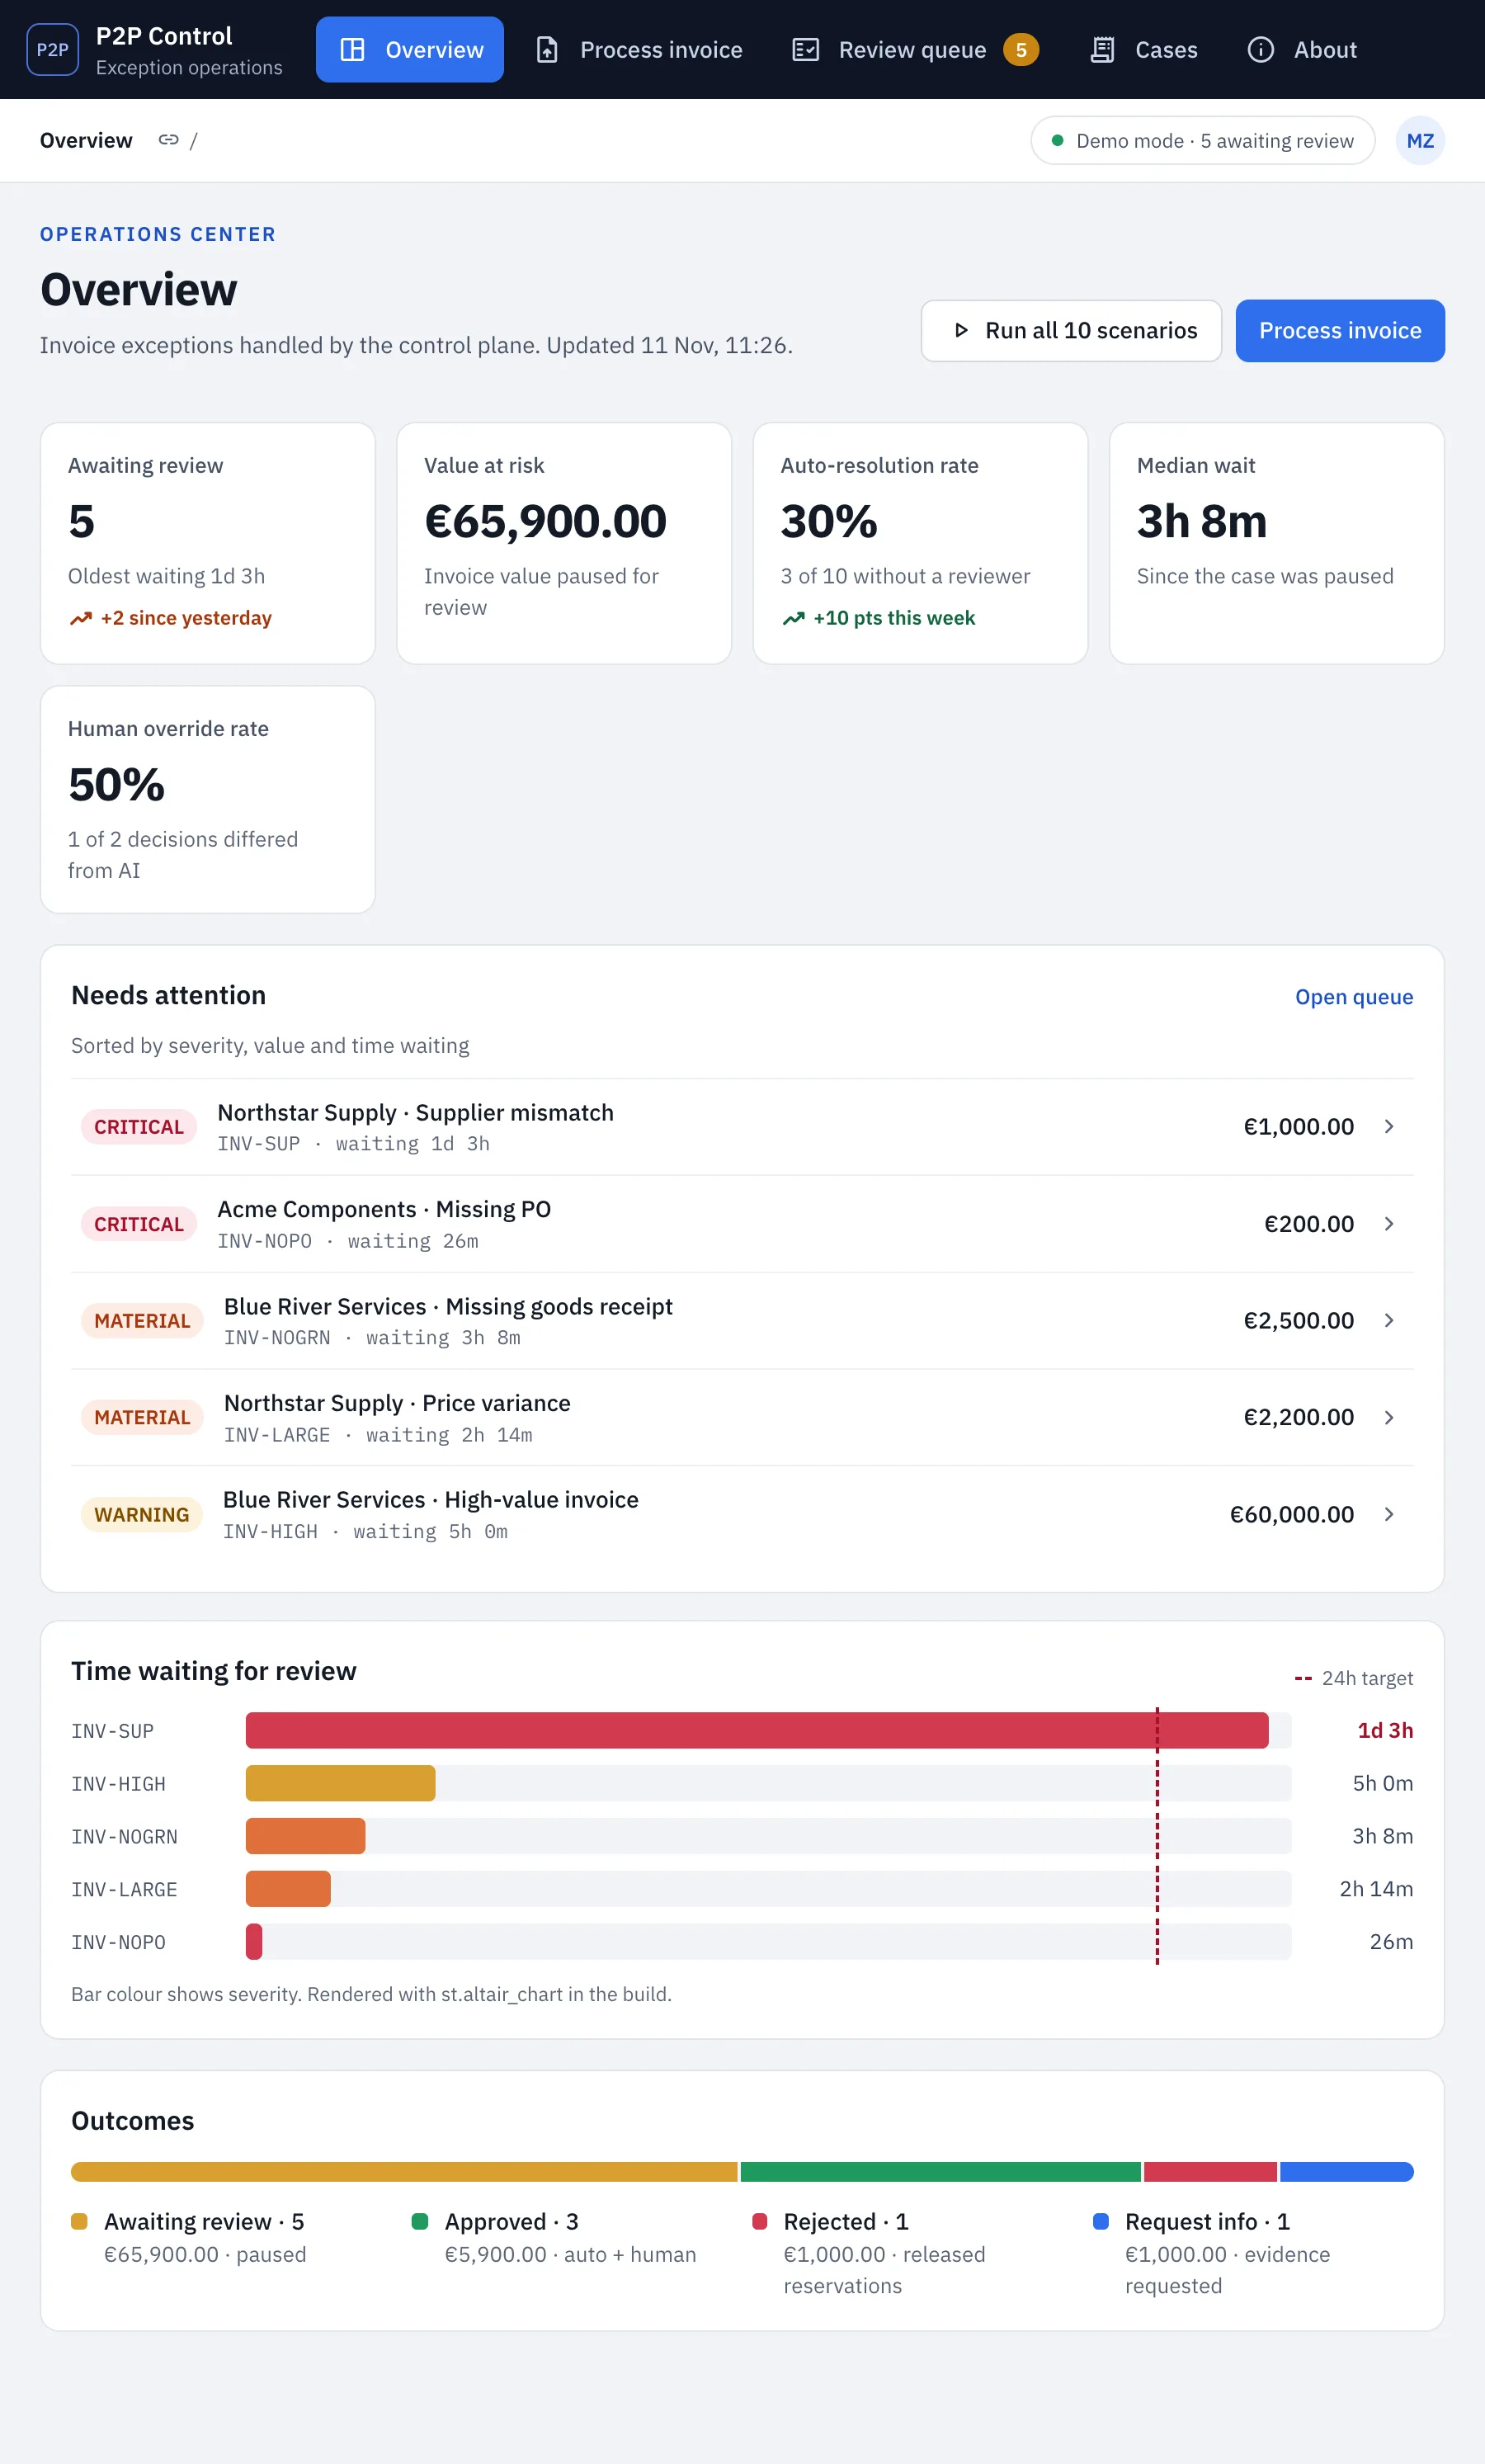 P2P
P2P Control
Exception operations
Overview
Process invoice
Review queue 5
Cases
About
Overview /
Demo mode · 5 awaiting review
MZ
OPERATIONS CENTER
Overview
Invoice exceptions handled by the control plane. Updated 11 Nov, 11:26.
Run all 10 scenarios
Process invoice
Awaiting review
5
Oldest waiting 1d 3h
+2 since yesterday
Value at risk
€65,900.00
Invoice value paused for
review
Auto-resolution rate
30%
3 of 10 without a reviewer
+10 pts this week
Median wait
3h 8m
Since the case was paused
Human override rate
50%
1 of 2 decisions differed
from AI
Needs attention
Open queue
Sorted by severity, value and time waiting
CRITICAL
Northstar Supply · Supplier mismatch
INV-SUP · waiting 1d 3h
€1,000.00
CRITICAL
Acme Components · Missing PO
INV-NOPO · waiting 26m
€200.00
MATERIAL
Blue River Services · Missing goods receipt
INV-NOGRN · waiting 3h 8m
€2,500.00
MATERIAL
Northstar Supply · Price variance
INV-LARGE · waiting 2h 14m
€2,200.00
WARNING
Blue River Services · High-value invoice
INV-HIGH · waiting 5h 0m
€60,000.00
Time waiting for review
24h target
INV-SUP 1d 3h
INV-HIGH 5h 0m
INV-NOGRN 3h 8m
INV-LARGE 2h 14m
INV-NOPO 26m
Bar colour shows severity. Rendered with st.altair_chart in the build.
Outcomes
Awaiting review · 5
€65,900.00 · paused
Approved · 3
€5,900.00 · auto + human
Rejected · 1
€1,000.00 · released
reservations
Request info · 1
€1,000.00 · evidence
requested